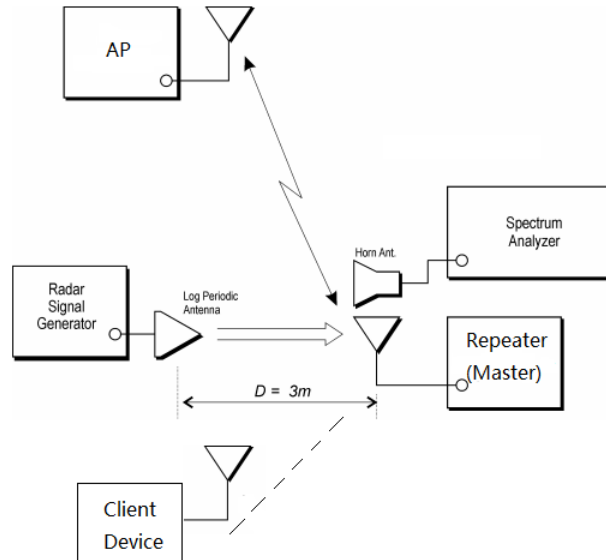 AP
Spectrum
Analyzer
Horn Ant.
Radar
Signal
Generator
Log Periodic
Antenna
Repeater
(Master)
D = 3m
Client
Device